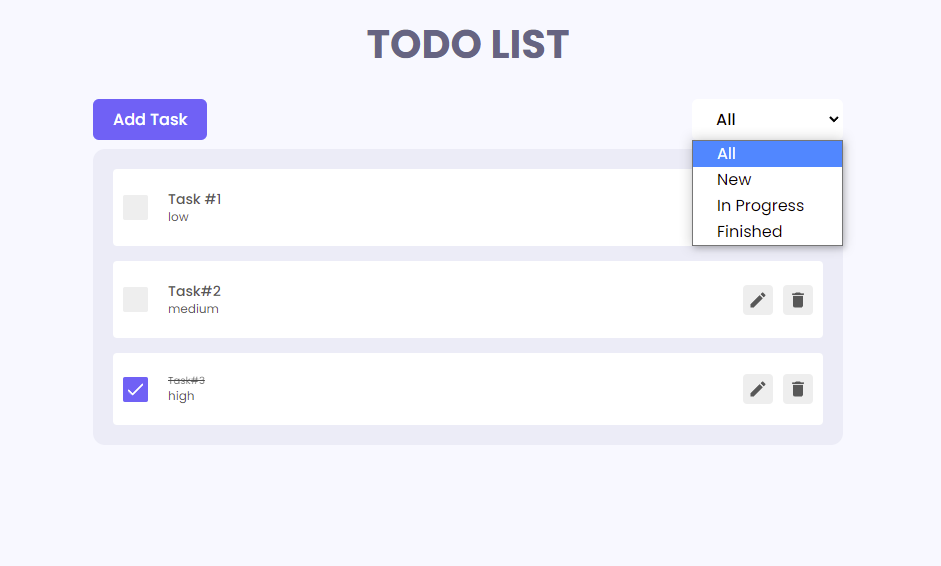 TODO LIST
Add Task
All
All
New
In Progress
Finished
Task #1
low
Task#2
medium
Task#3
high